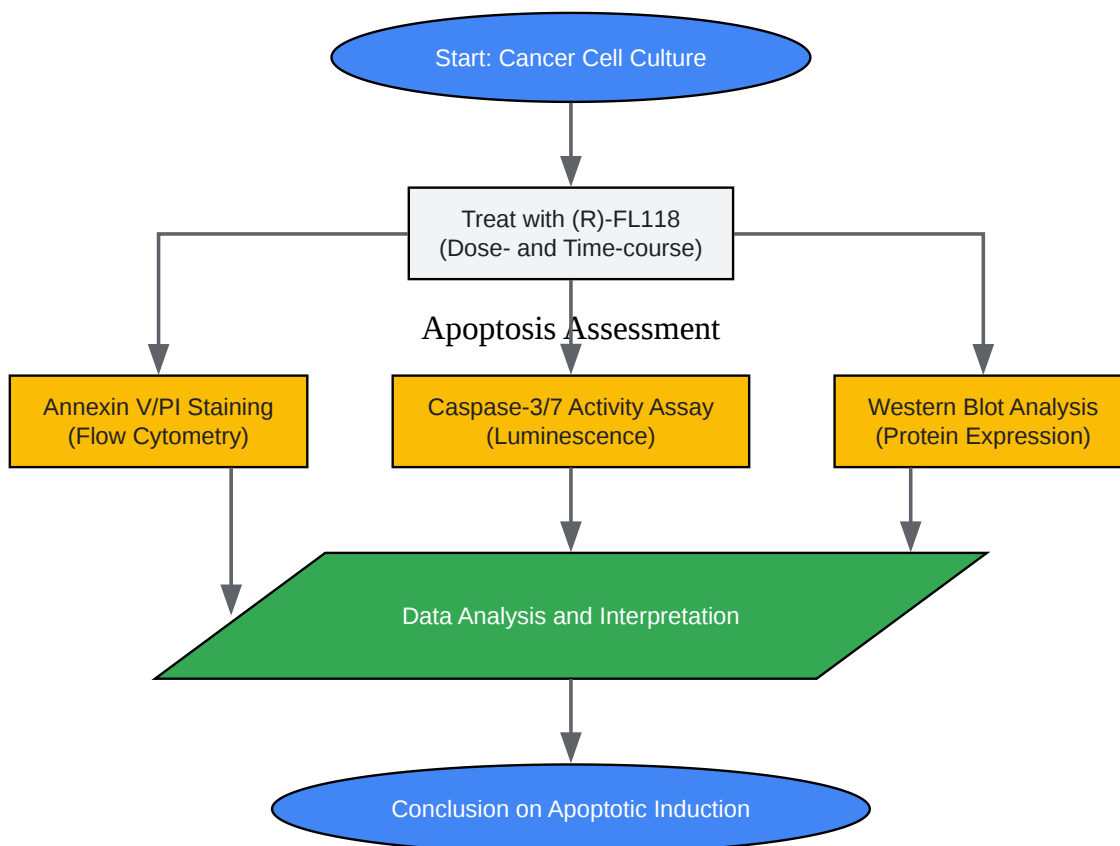 Start: Cancer Cell Culture
Treat with (R)-FL118
(Dose- and Time-course)
Apoptosis Assessment
Annexin V/PI Staining
(Flow Cytometry)
Caspase-3/7 Activity Assay
(Luminescence)
Western Blot Analysis
(Protein Expression)
Data Analysis and Interpretation
Conclusion on Apoptotic Induction